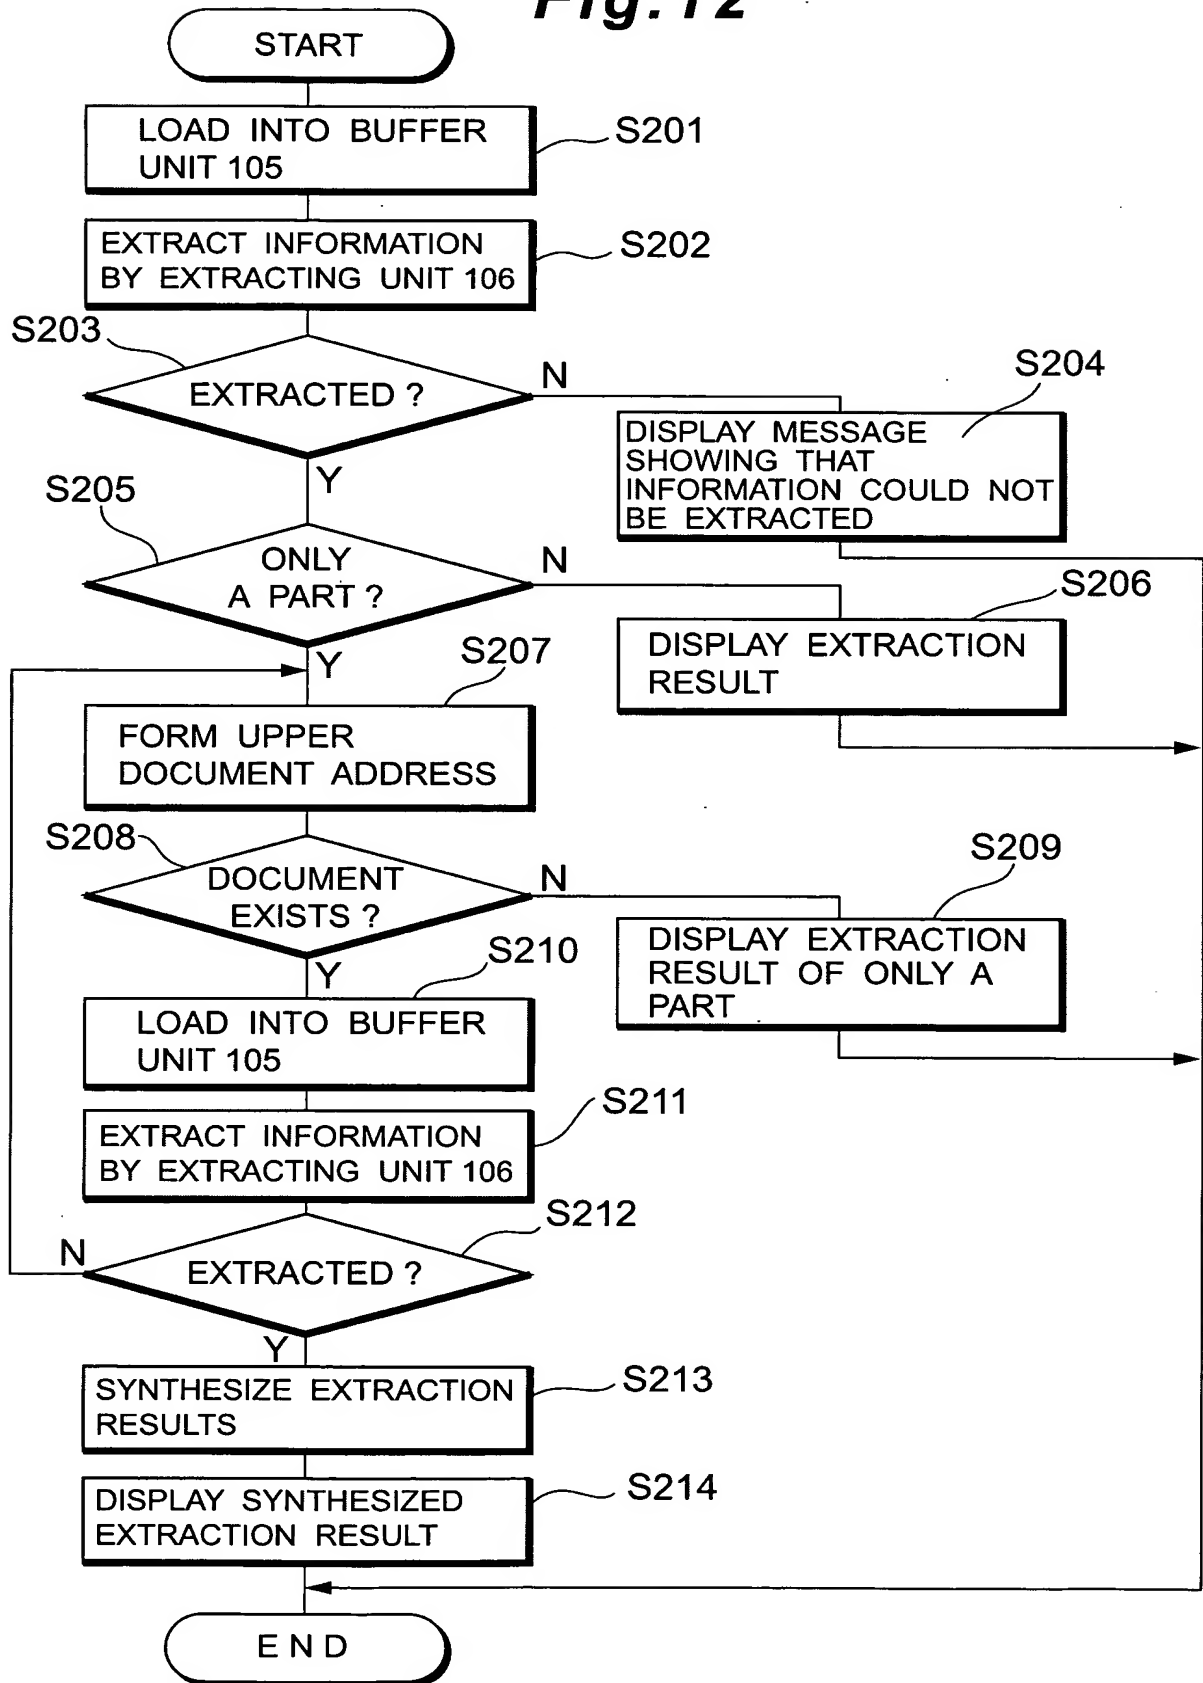 Fig.12
START
LOAD INTO BUFFER
UNIT 105
S201
EXTRACT INFORMATION
BY EXTRACTING UNIT 106
S202
S203
EXTRACTED ?
N
Y
S204
DISPLAY MESSAGE
SHOWING THAT
INFORMATION COULD NOT
BE EXTRACTED
S205
ONLY
A PART ?
N
Y
S206
DISPLAY EXTRACTION
RESULT
S207
FORM UPPER
DOCUMENT ADDRESS
S208
DOCUMENT
EXISTS ?
N
Y
S209
DISPLAY EXTRACTION
RESULT OF ONLY A
PART
S210
LOAD INTO BUFFER
UNIT 105
S211
EXTRACT INFORMATION
BY EXTRACTING UNIT 106
S212
N
EXTRACTED ?
Y
SYNTHESIZE EXTRACTION
RESULTS
S213
DISPLAY SYNTHESIZED
EXTRACTION RESULT
S214
END